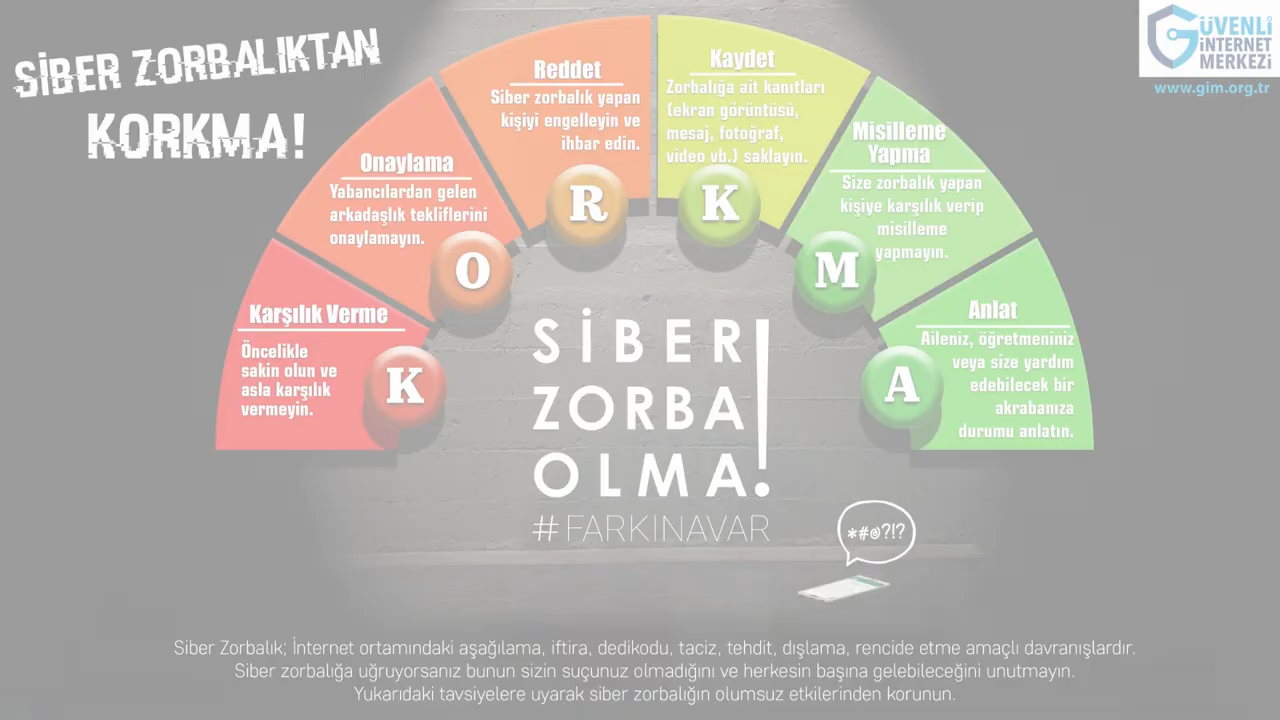 SİBER ZORBALIKTAN
KORKMA!
GÜVENLİ
İNTERNET
MERKEZİ
www.gim.org.tr
Karşılık Verme
Öncelikle
sakin olun ve
asla karşılık
vermeyin.
K
Onaylama
Yabancılardan gelen
arkadaşlık tekliflerini
onaylamayın.
O
Reddet
Siber zorbalık yapan
kişiyi engelleyin ve
ihbar edin.
R
Kaydet
Zorbalığa ait kanıtları
(ekran görüntüsü,
mesaj, fotoğraf,
video vb.) saklayın.
K
Misilleme
Yapma
Size zorbalık yapan
kişiye karşılık verip
misilleme
yapmayın.
M
Anlat
Aileniz, öğretmeniniz
veya size yardım
edebilecek bir
akrabanıza
durumu anlatın.
A
SİBER
ZORBA
OLMA!
#FARKINAVAR
*#@?!?
Siber Zorbalık; İnternet ortamındaki aşağılama, iftira, dedikodu, taciz, tehdit, dışlama, rencide etme amaçlı davranışlardır.
Siber zorbalığa uğruyorsanız bunun sizin suçunuz olmadığını ve herkesin başına gelebileceğini unutmayın.
Yukarıdaki tavsiyelere uyarak siber zorbalığın olumsuz etkilerinden korunun.